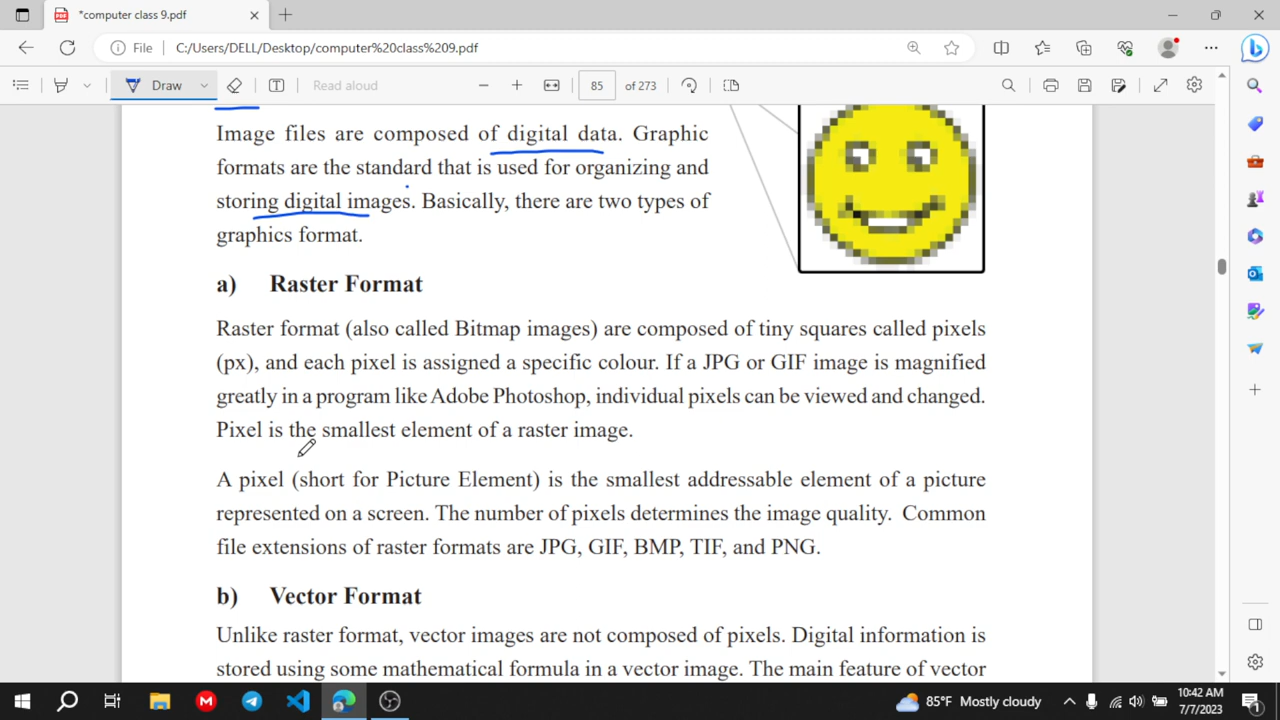 *computer class 9.pdf
File C:/Users/DELL/Desktop/computer%20class%209.pdf
Draw Read aloud 85 of 273
Image files are composed of digital data. Graphic
formats are the standard that is used for organizing and
storing digital images. Basically, there are two types of
graphics format.
a) Raster Format
Raster format (also called Bitmap images) are composed of tiny squares called pixels
(px), and each pixel is assigned a specific colour. If a JPG or GIF image is magnified
greatly in a program like Adobe Photoshop, individual pixels can be viewed and changed.
Pixel is the smallest element of a raster image.
A pixel (short for Picture Element) is the smallest addressable element of a picture
represented on a screen. The number of pixels determines the image quality. Common
file extensions of raster formats are JPG, GIF, BMP, TIF, and PNG.
b) Vector Format
Unlike raster format, vector images are not composed of pixels. Digital information is
stored using some mathematical formula in a vector image. The main feature of vector
85°F Mostly cloudy
10:42 AM
7/7/2023